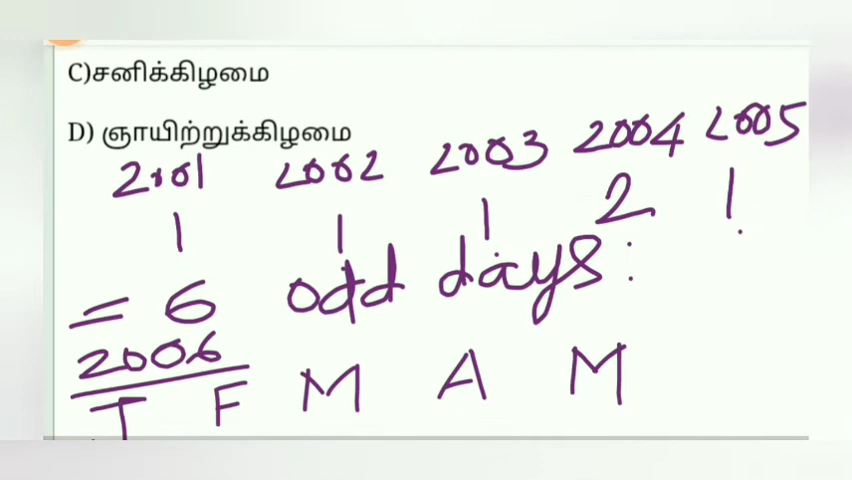 C)சனிக்கிழமை
D) ஞாயிற்றுக்கிழமை
2001 2002 2003 2004 2005
1 1 1 2 1
= 6 odd days:
2006
J F M A M